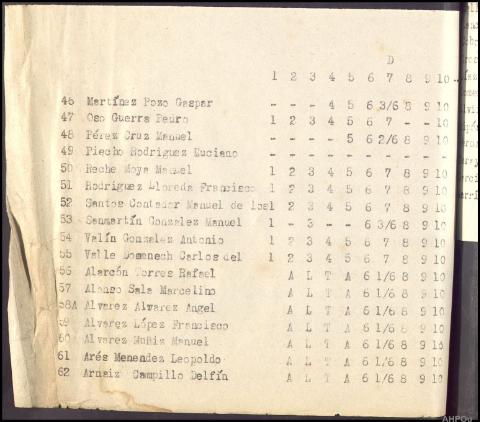 D
1 2 3 4 5 6 7 8 9 10
46 Martínez Pozo Gaspar - - - 4 5 6 3/6 8 9 10
47 Oso Guerra Pedro 1 2 3 4 5 6 7 - - 10
48 Pérez Cruz Manuel - - - - 5 6 2/6 8 9 10
49 Piecho Rodríguez Muciano - - - - - - - - - -
50 Reche Moya Manuel 1 2 3 4 5 6 7 8 9 10
51 Rodríguez Lloreda Francisco 1 2 3 4 5 6 7 8 9 10
52 Santos Contador Manuel de los 1 2 3 4 5 6 7 8 9 10
53 Sanmartín Gonzalez Manuel 1 - 3 - - 6 3/6 8 9 10
54 Valín Gonzalez Antonio 1 2 3 4 5 6 7 8 9 10
55 Valle Domenech Carlos del 1 2 3 4 5 6 7 8 9 10
56 Alarcón Torres Rafael A L T A 6 1/6 8 9 10
57 Alonso Sala Marcelino A L T A 6 1/6 8 9 10
58A Alvarez Alvarez Angel A L T A 6 1/6 8 9 10
59 Alvarez López Francisco A L T A 6 1/6 8 9 10
60 Alvarez Muñiz Manuel A L T A 6 1/6 8 9 10
61 Arés Menendez Leopoldo A L T A 6 1/6 8 9 10
62 Arnaiz Campillo Delfín A L T A 6 1/6 8 9 10